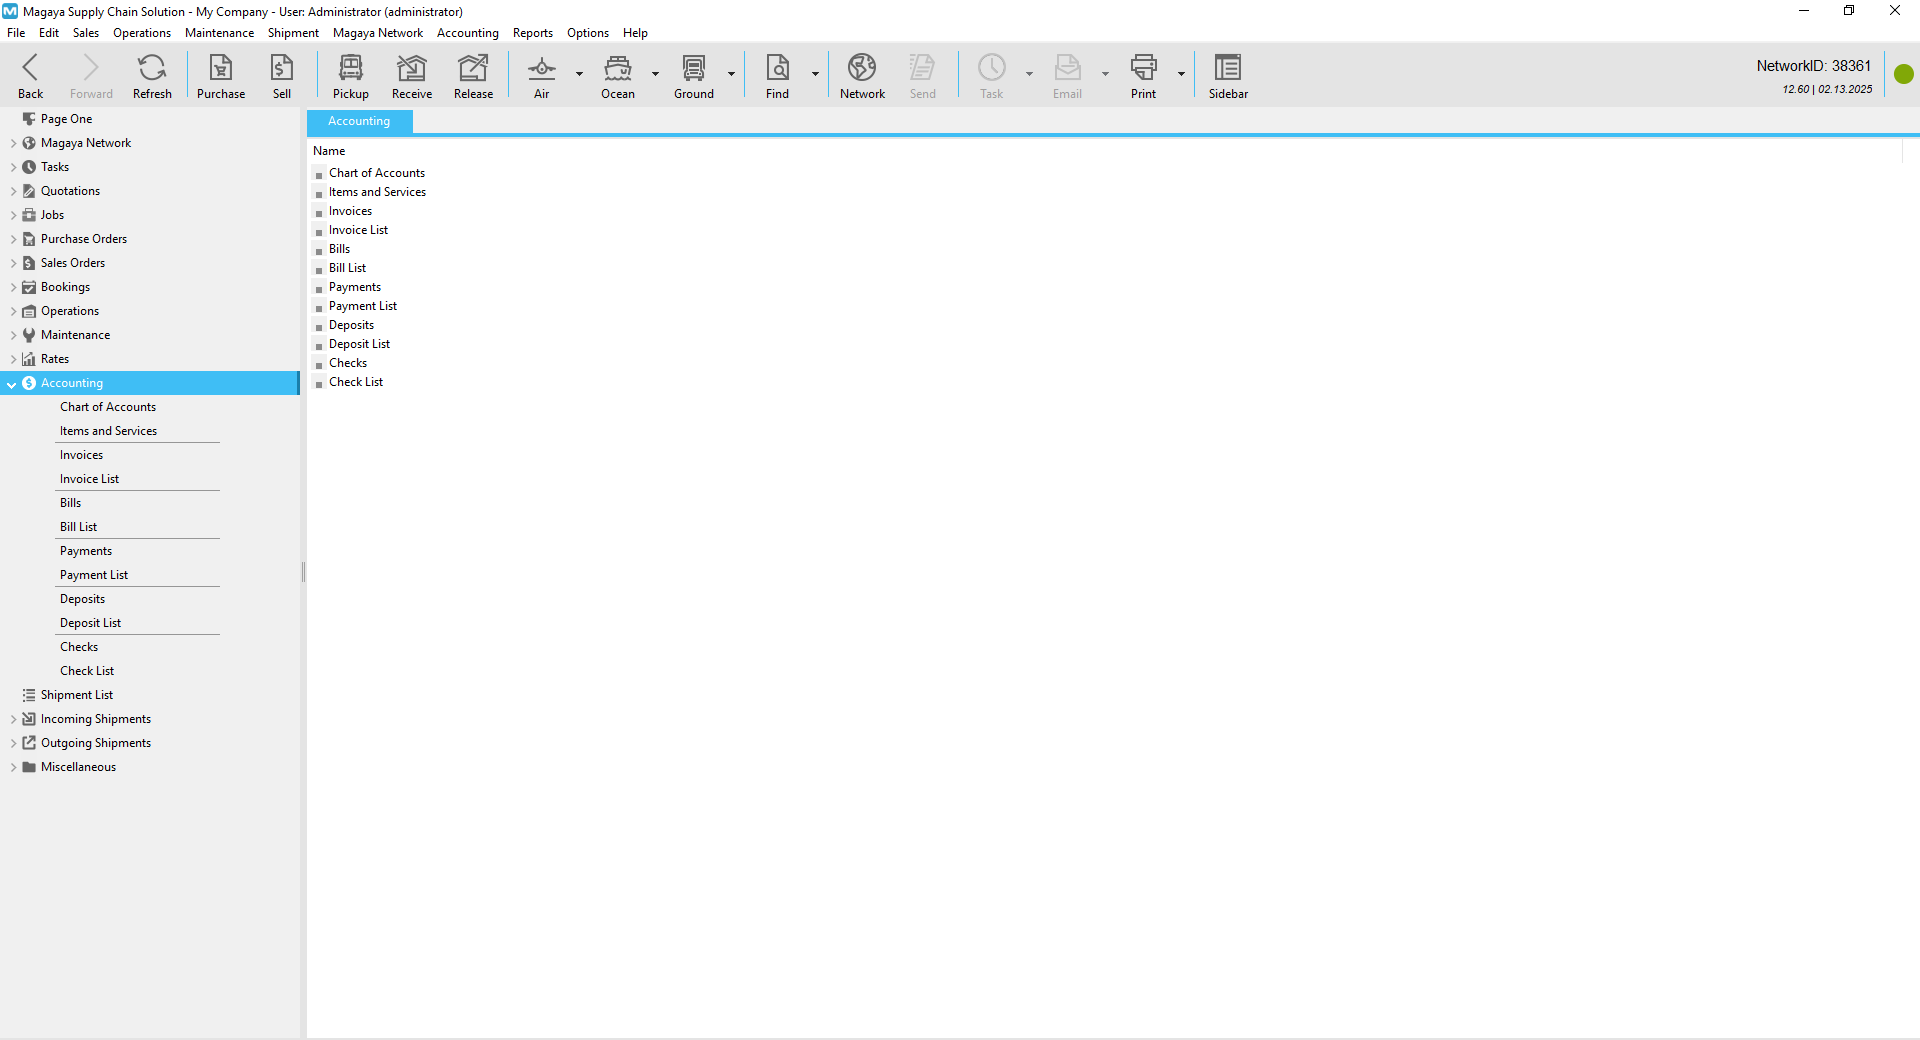 Magaya Supply Chain Solution - My Company - User: Administrator (administrator)
File Edit Sales Operations Maintenance Shipment Magaya Network Accounting Reports Options Help
Back Forward Refresh Purchase Sell Pickup Receive Release Air Ocean Ground Find Network Send Task Email Print Sidebar
NetworkID: 38361
12.60 | 02.13.2025
Page One
Magaya Network
Tasks
Quotations
Jobs
Purchase Orders
Sales Orders
Bookings
Operations
Maintenance
Rates
Accounting
Chart of Accounts
Items and Services
Invoices
Invoice List
Bills
Bill List
Payments
Payment List
Deposits
Deposit List
Checks
Check List
Shipment List
Incoming Shipments
Outgoing Shipments
Miscellaneous
Accounting
Name
Chart of Accounts
Items and Services
Invoices
Invoice List
Bills
Bill List
Payments
Payment List
Deposits
Deposit List
Checks
Check List